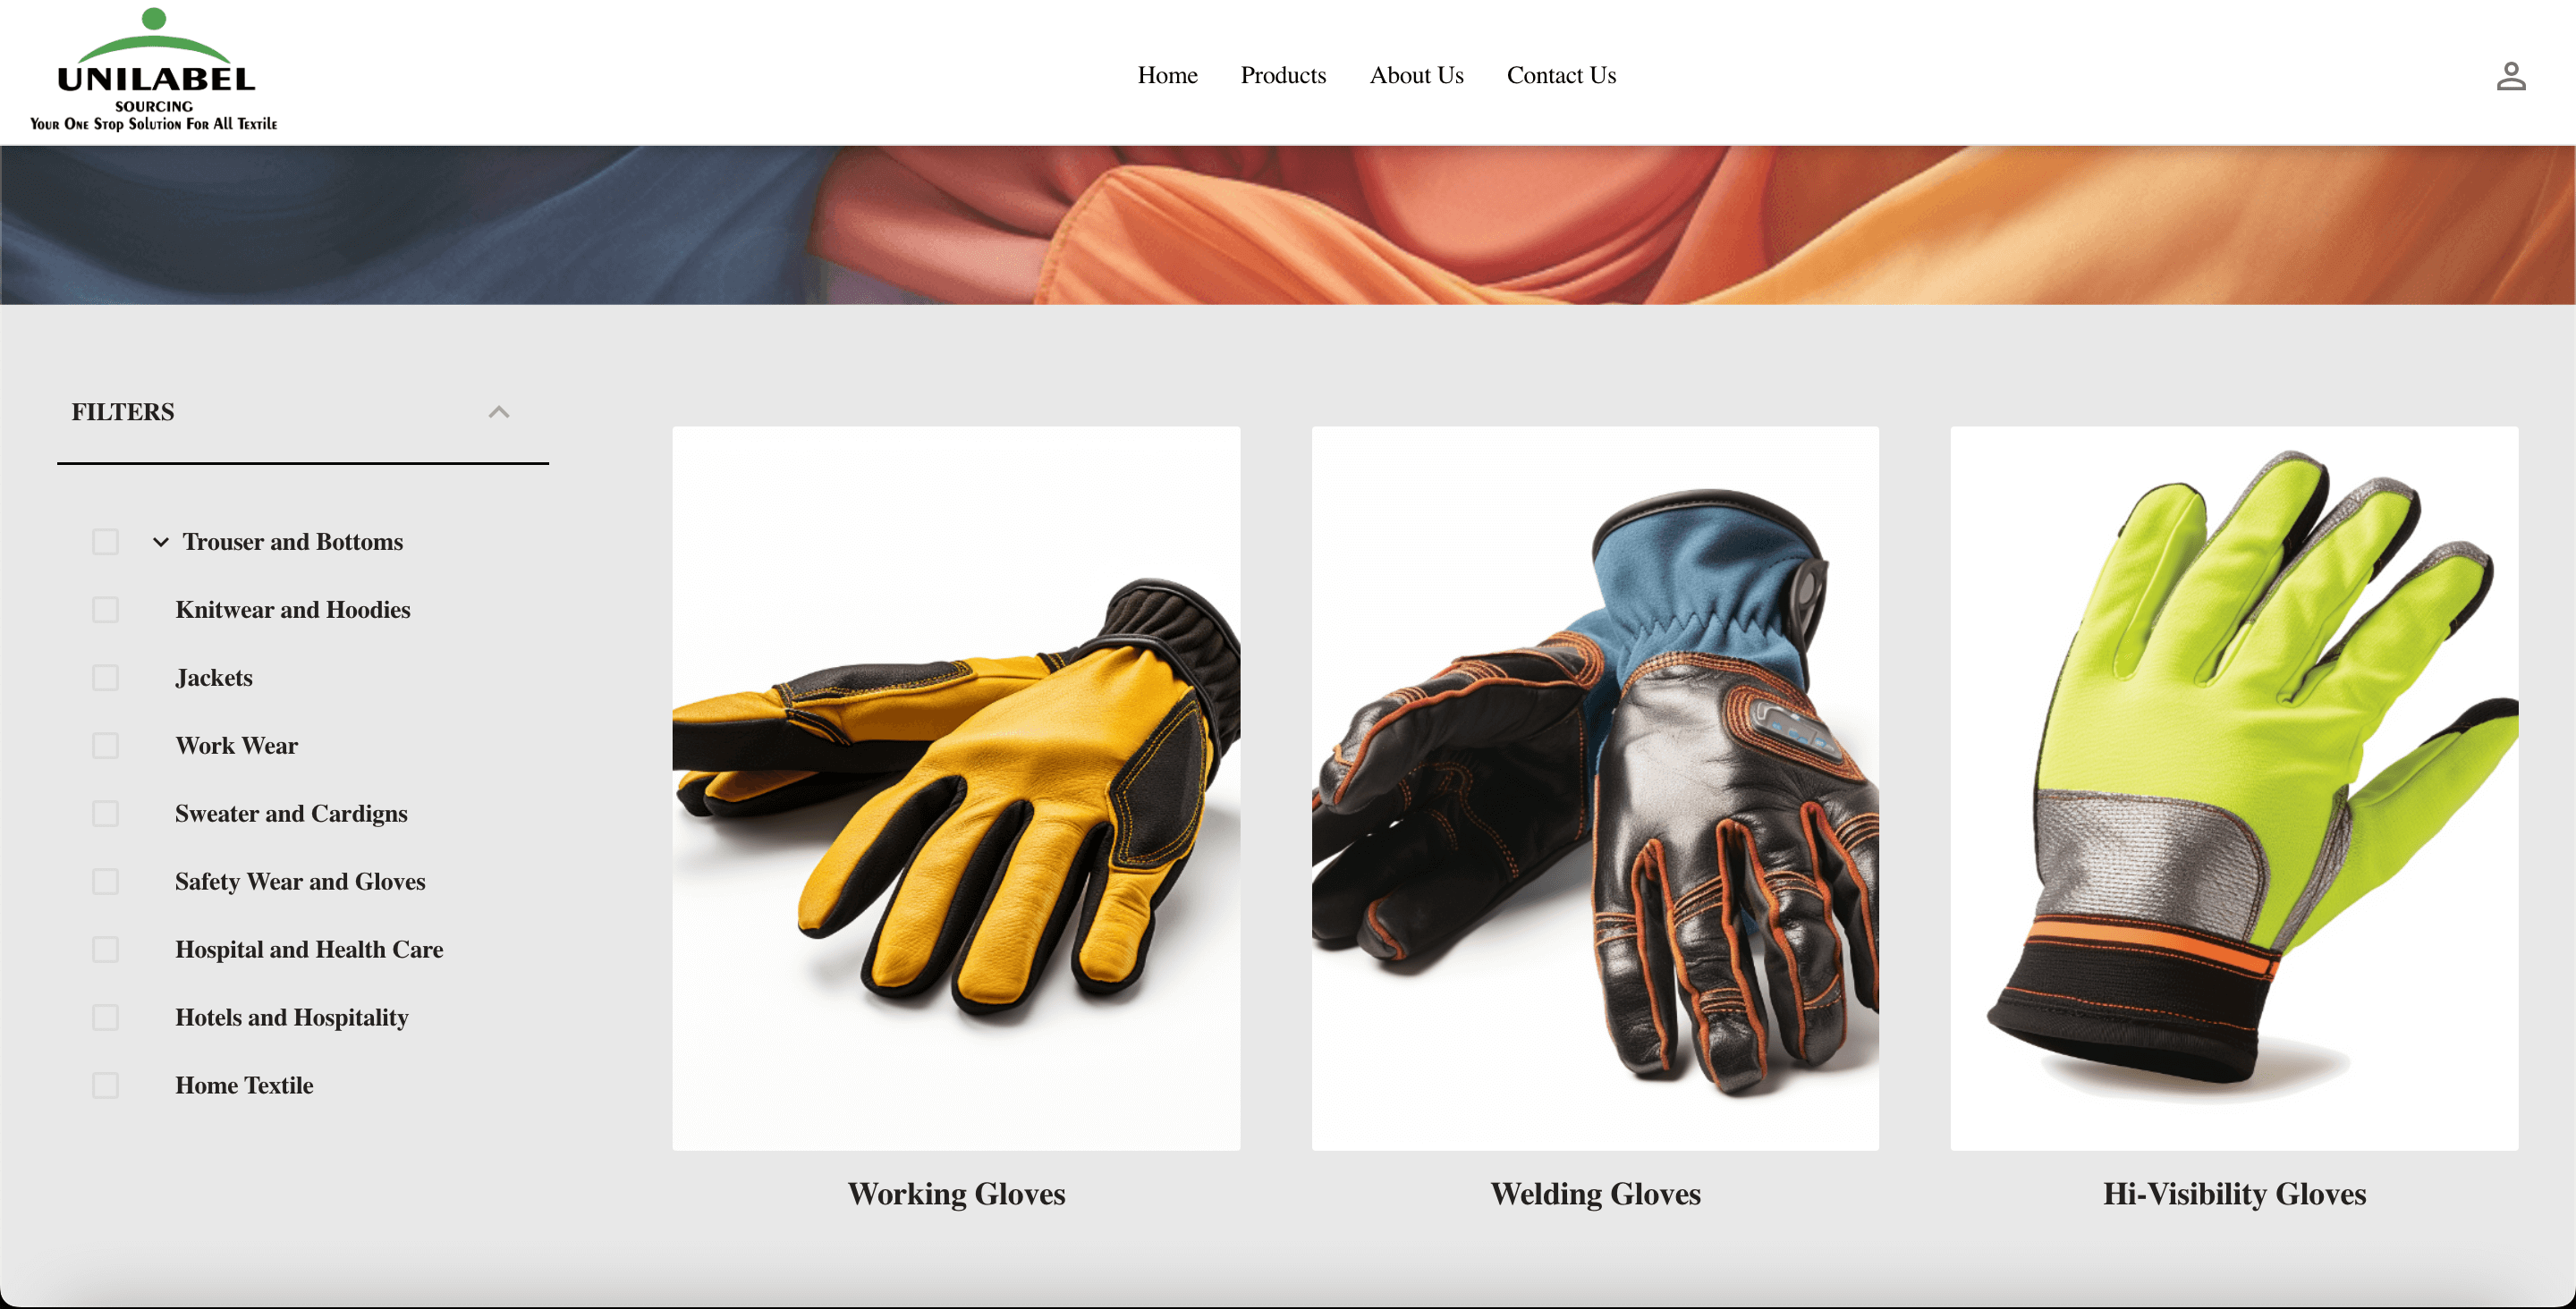 UNILABEL
SOURCING
Your One Stop Solution For All Textile
Home
Products
About Us
Contact Us
FILTERS
Trouser and Bottoms
Knitwear and Hoodies
Jackets
Work Wear
Sweater and Cardigns
Safety Wear and Gloves
Hospital and Health Care
Hotels and Hospitality
Home Textile
Working Gloves
Welding Gloves
Hi-Visibility Gloves